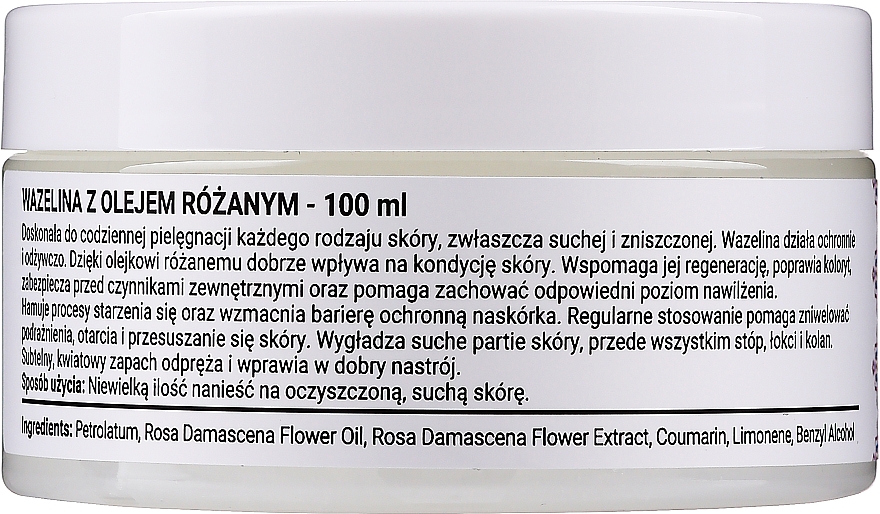 WAZELINA Z OLEJEM RÓŻANYM - 100 ml
Doskonała do codziennej pielęgnacji każdego rodzaju skóry, zwłaszcza suchej i zniszczonej. Wazelina działa ochronnie
i odżywczo. Dzięki olejkowi różanemu dobrze wpływa na kondycję skóry. Wspomaga jej regenerację, poprawia koloryt,
zabezpiecza przed czynnikami zewnętrznymi oraz pomaga zachować odpowiedni poziom nawilżenia.
Hamuje procesy starzenia się oraz wzmacnia barierę ochronną naskórka. Regularne stosowanie pomaga zniwelować
podrażnienia, otarcia i przesuszanie się skóry. Wygładza suche partie skóry, przede wszystkim stóp, łokci i kolan.
Subtelny, kwiatowy zapach odpręża i wprawia w dobry nastrój.
Sposób użycia: Niewielką ilość nanieść na oczyszczoną, suchą skórę.
Ingredients: Petrolatum, Rosa Damascena Flower Oil, Rosa Damascena Flower Extract, Coumarin, Limonene, Benzyl Alcohol